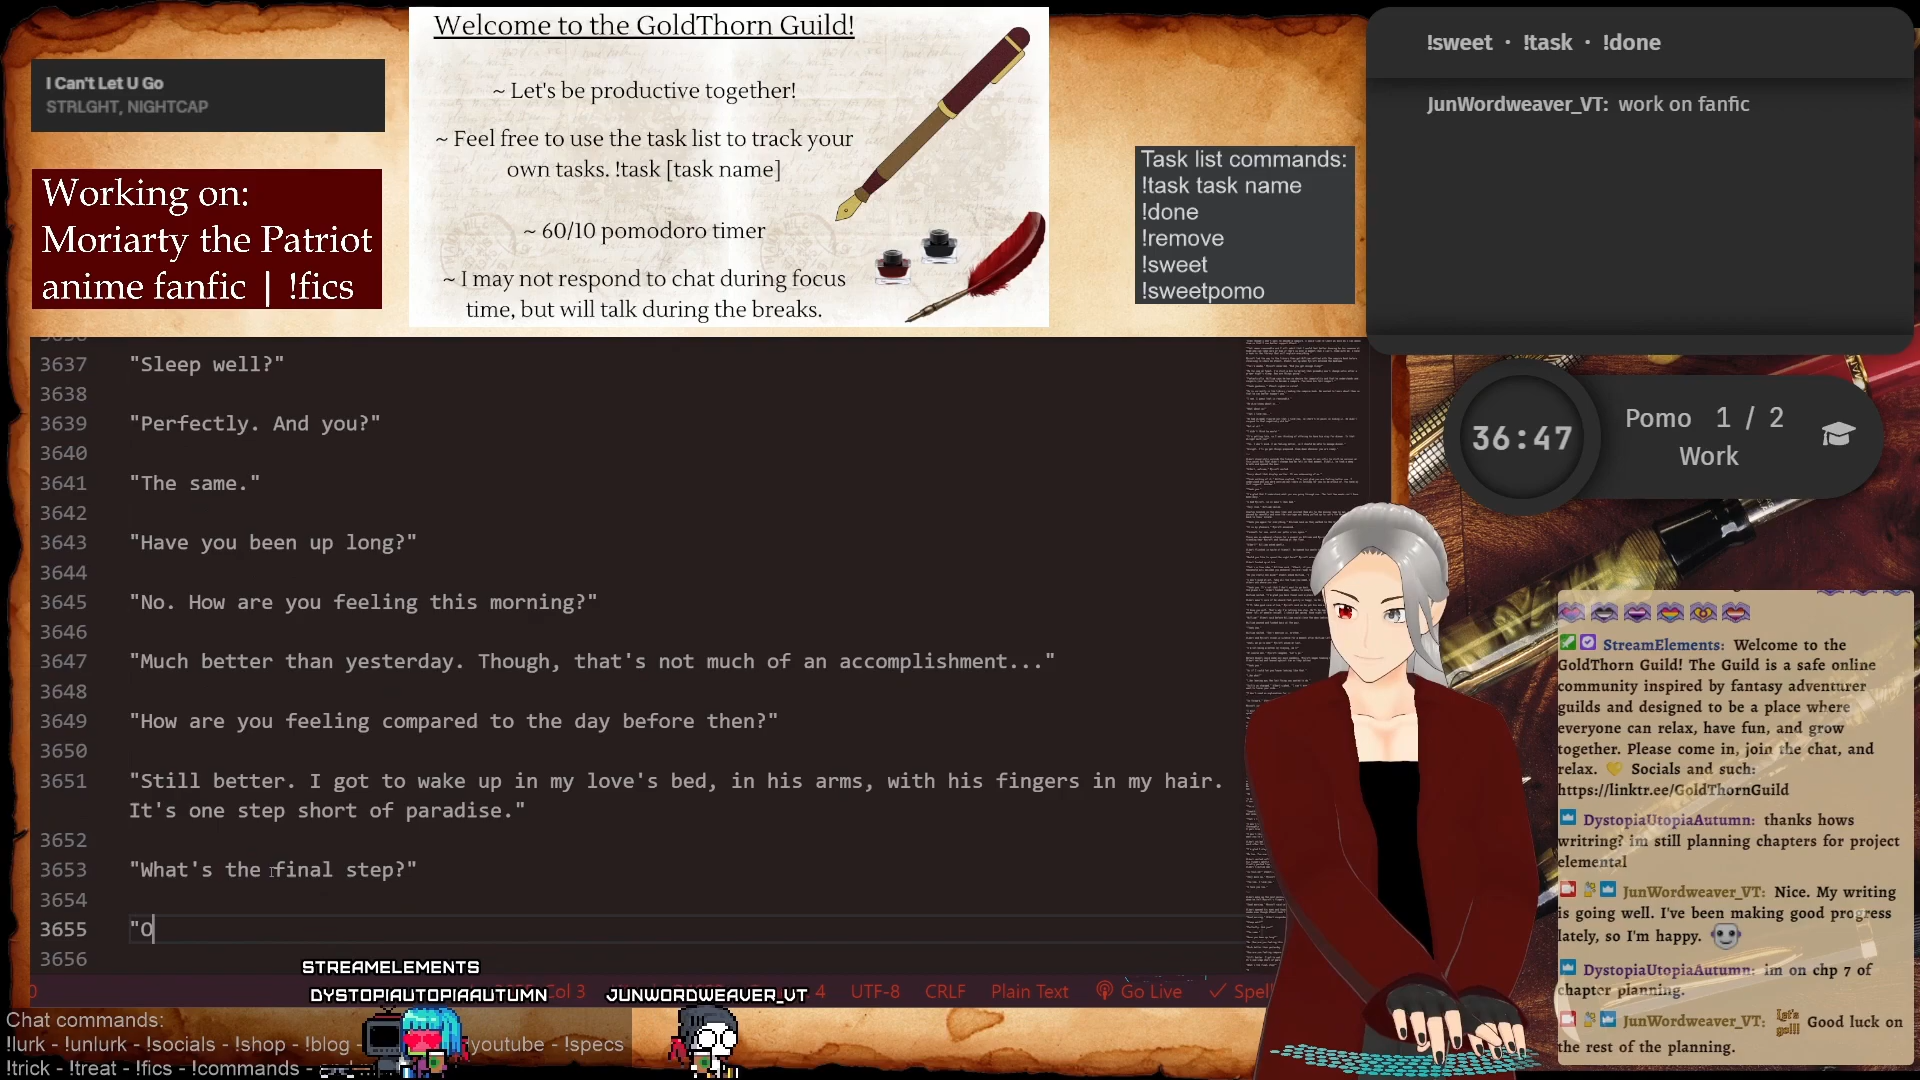 I Can't Let U Go
STRLGHT, NIGHTCAP
Working on:
Moriarty the Patriot
anime fanfic | !fics
Welcome to the GoldThorn Guild!
~ Let's be productive together!
~ Feel free to use the task list to track your
own tasks. !task [task name]
~ 60/10 pomodoro timer
~ I may not respond to chat during focus
time, but will talk during the breaks.
Task list commands:
!task task name
!done
!remove
!sweet
!sweetpomo
!sweet · !task · !done
JunWordweaver_VT: work on fanfic
36:47
Pomo 1 / 2
Work
3637 "Sleep well?"
3638
3639 "Perfectly. And you?"
3640
3641 "The same."
3642
3643 "Have you been up long?"
3644
3645 "No. How are you feeling this morning?"
3646
3647 "Much better than yesterday. Though, that's not much of an accomplishment..."
3648
3649 "How are you feeling compared to the day before then?"
3650
3651 "Still better. I got to wake up in my love's bed, in his arms, with his fingers in my hair.
It's one step short of paradise."
3652
3653 "What's the final step?"
3654
3655 "O
3656
Col 3
4 UTF-8 CRLF Plain Text Go Live Spell
STREAMELEMENTS
DYSTOPIAUTOPIAAUTUMN JUNWORDWEAVER_VT
Chat commands:
!lurk - !unlurk - !socials - !shop - !blog - youtube - !specs
!trick - !treat - !fics - !commands -
StreamElements: Welcome to the
GoldThorn Guild! The Guild is a safe online
community inspired by fantasy adventurer
guilds and designed to be a place where
everyone can relax, have fun, and grow
together. Please come in, join the chat, and
relax. Socials and such:
https://linktr.ee/GoldThornGuild
DystopiaUtopiaAutumn: thanks hows
writring? im still planning chapters for project
elemental
JunWordweaver_VT: Nice. My writing
is going well. I've been making good progress
lately, so I'm happy.
DystopiaUtopiaAutumn: im on chp 7 of
chapter planning.
JunWordweaver_VT: Let's go!! Good luck on
the rest of the planning.